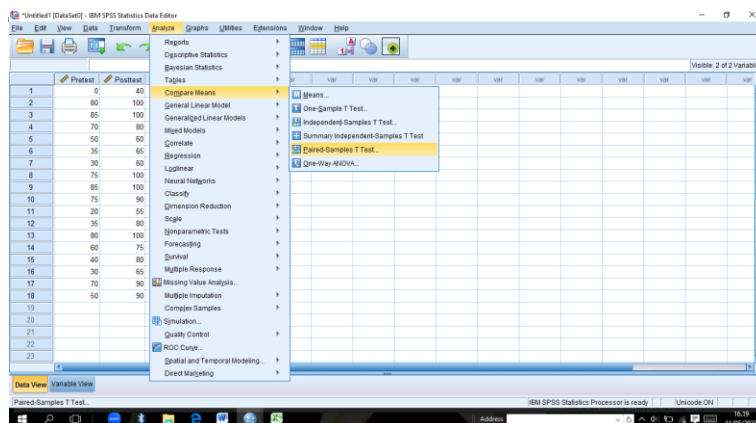 *Untitled1 [DataSet0] - IBM SPSS Statistics Data Editor
File Edit View Data Transform Analyze Graphs Utilities Extensions Window Help
Visible: 2 of 2 Variabl
Pretest Posttest var var var var var var var var var var
1 0 40
2 80 100
3 85 100
4 70 80
5 50 60
6 35 65
7 30 60
8 75 100
9 85 100
10 75 90
11 20 55
12 35 80
13 80 100
14 60 75
15 40 80
16 30 65
17 70 90
18 50 90
19
20
21
22
23
Reports
Descriptive Statistics
Bayesian Statistics
Tables
Compare Means
General Linear Model
Generalized Linear Models
Mixed Models
Correlate
Regression
Loglinear
Neural Networks
Classify
Dimension Reduction
Scale
Nonparametric Tests
Forecasting
Survival
Multiple Response
Missing Value Analysis...
Multiple Imputation
Complex Samples
Simulation...
Quality Control
ROC Curve...
Spatial and Temporal Modeling...
Direct Marketing
Means...
One-Sample T Test...
Independent-Samples T Test...
Summary Independent-Samples T Test
Paired-Samples T Test...
One-Way ANOVA...
Data View Variable View
Paired-Samples T Test... IBM SPSS Statistics Processor is ready Unicode:ON
Address 16.19